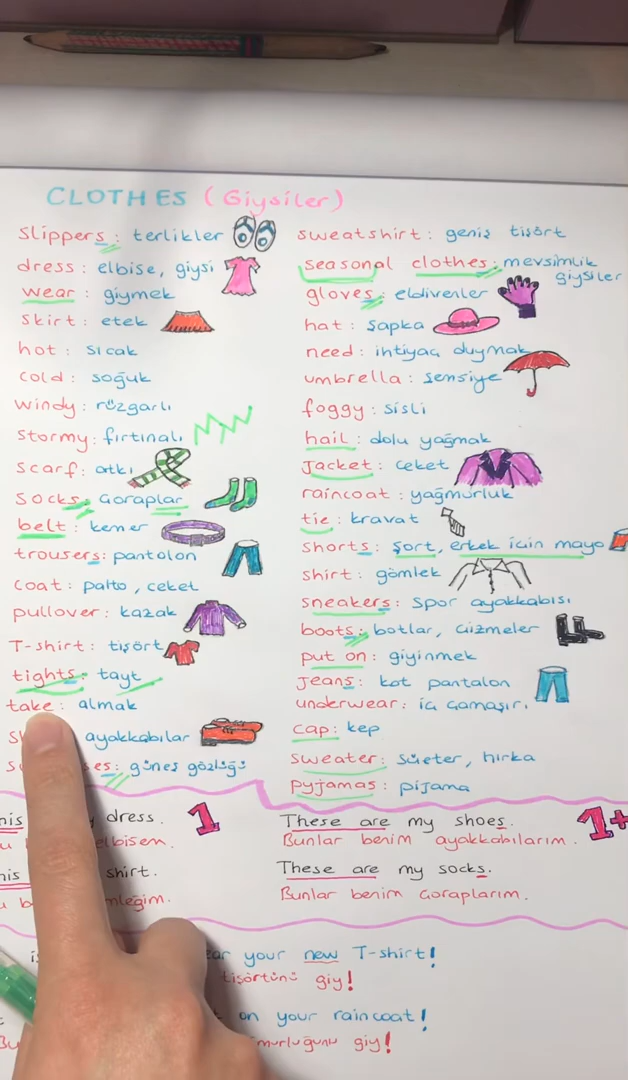 CLOTHES (Giysiler)
slippers : terlikler
dress : elbise, giysi
wear : giymek
skirt : etek
hot : sıcak
cold : soğuk
windy : rüzgarlı
stormy : fırtınalı
scarf : atkı
socks : çoraplar
belt : kemer
trousers : pantolon
coat : palto, ceket
pullover : kazak
T-shirt : tişört
tights : tayt
take : almak
ayakkabılar
es : güneş gözlüğü
sweatshirt : geniş tişört
seasonal clothes : mevsimlik
giysiler
gloves : eldivenler
hat : şapka
need : ihtiyaç duymak
umbrella : şemsiye
foggy : sisli
hail : dolu yağmak
Jacket : ceket
raincoat : yağmurluk
tie : kravat
shorts : şort, erkek için mayo
shirt : gömlek
sneakers : spor ayakkabısı
boots : botlar, çizmeler
put on : giyinmek
jeans : kot pantolon
underwear : iç çamaşırı
cap : kep
sweater : süeter, hırka
pyjamas : pijama
dress. 1
elbisem.
shirt.
mleğim.
These are my shoes. 1+
Bunlar benim ayakkabılarım.
These are my socks.
Bunlar benim çoraplarım.
ear your new T-shirt!
tişörtünü giy!
on your raincoat!
murluğunu giy!